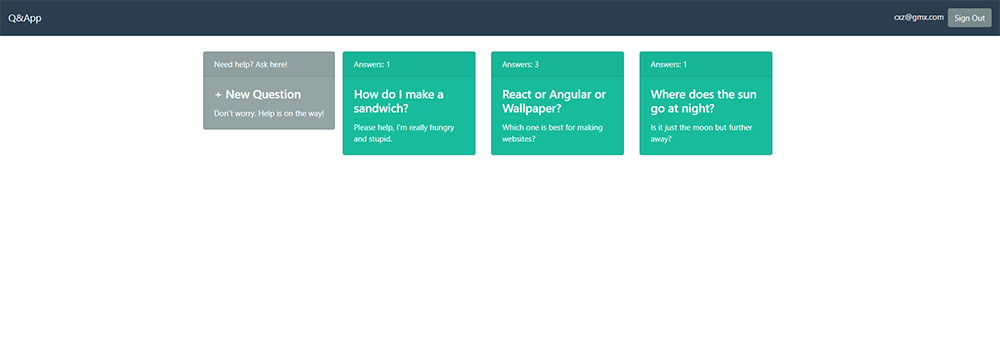 Q&App
cxz@gmx.com
Sign Out
Need help? Ask here!
+ New Question
Don't worry. Help is on the way!
Answers: 1
How do I make a
sandwich?
Please help, I'm really hungry
and stupid.
Answers: 3
React or Angular or
Wallpaper?
Which one is best for making
websites?
Answers: 1
Where does the sun
go at night?
Is it just the moon but further
away?